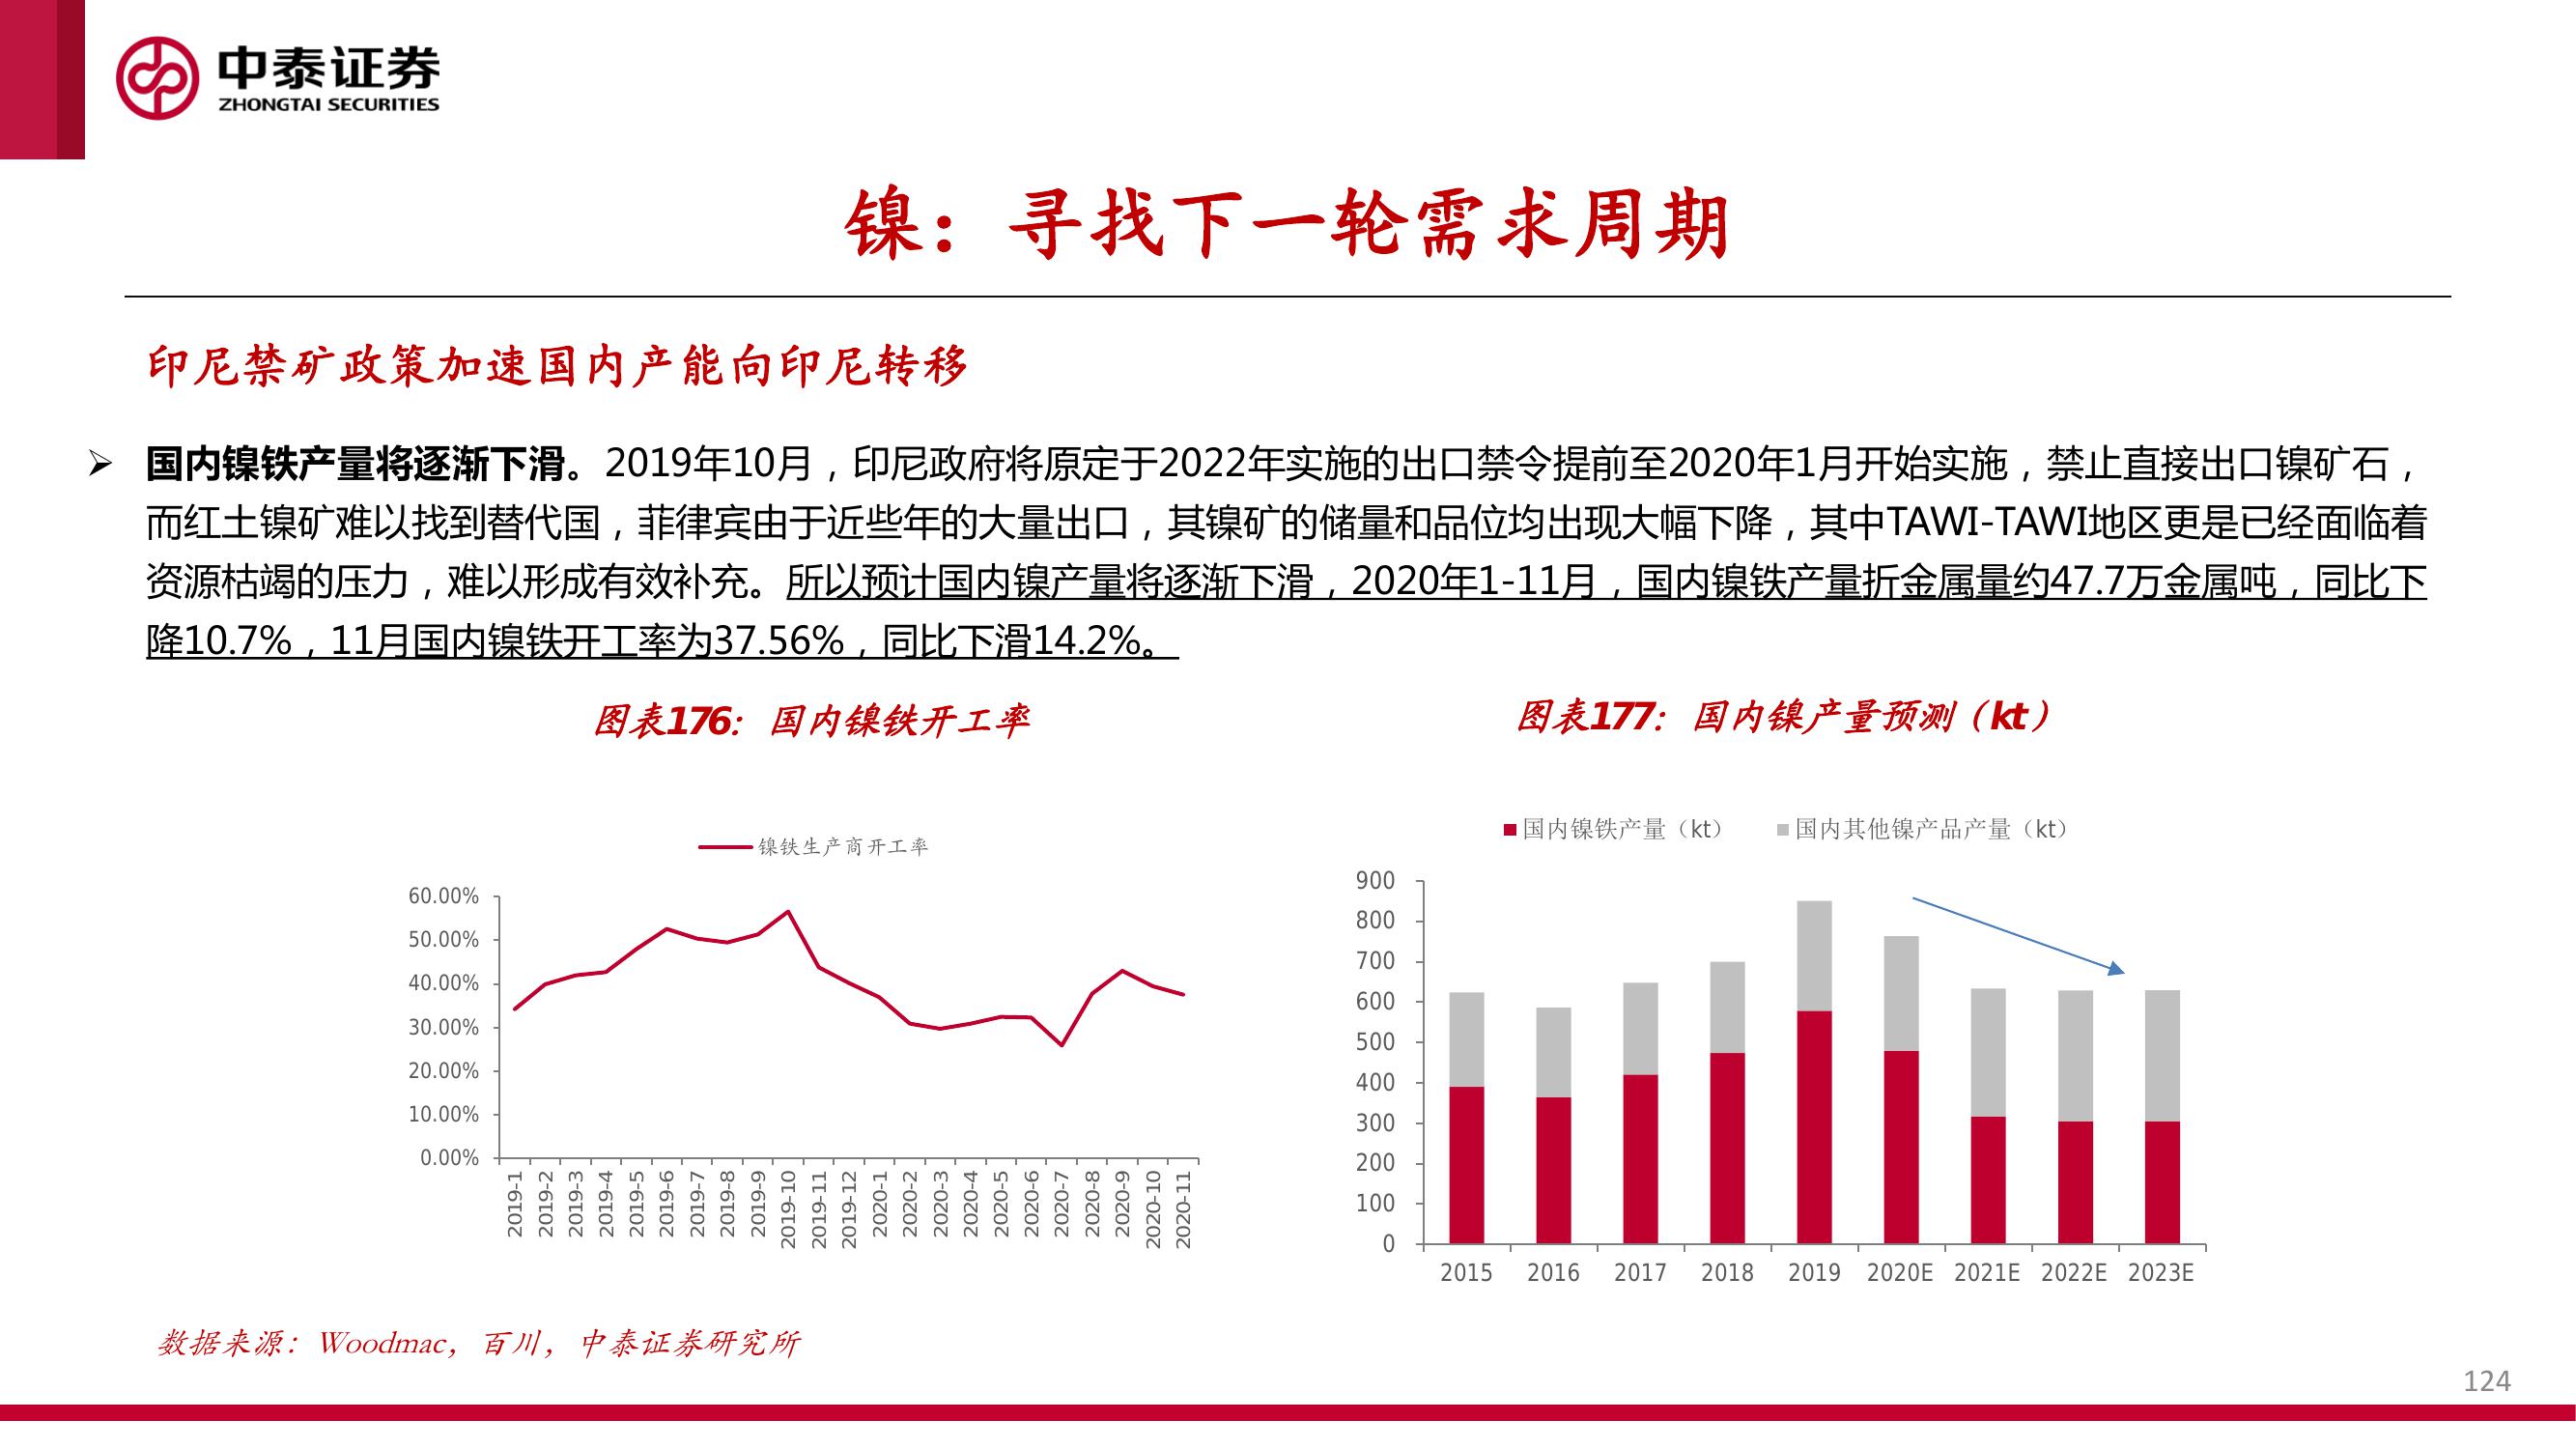 中泰证券
ZHONGTAI SECURITIES
镍：寻找下一轮需求周期
印尼禁矿政策加速国内产能向印尼转移
➢ 国内镍铁产量将逐渐下滑。2019年10月，印尼政府将原定于2022年实施的出口禁令提前至2020年1月开始实施，禁止直接出口镍矿石，
而红土镍矿难以找到替代国，菲律宾由于近些年的大量出口，其镍矿的储量和品位均出现大幅下降，其中TAWI-TAWI地区更是已经面临着
资源枯竭的压力，难以形成有效补充。所以预计国内镍产量将逐渐下滑，2020年1-11月，国内镍铁产量折金属量约47.7万金属吨，同比下
降10.7%，11月国内镍铁开工率为37.56%，同比下滑14.2%。
图表176：国内镍铁开工率
镍铁生产商开工率
60.00%
50.00%
40.00%
30.00%
20.00%
10.00%
0.00%
2019-1
2019-2
2019-3
2019-4
2019-5
2019-6
2019-7
2019-8
2019-9
2019-10
2019-11
2019-12
2020-1
2020-2
2020-3
2020-4
2020-5
2020-6
2020-7
2020-8
2020-9
2020-10
2020-11
图表177：国内镍产量预测（kt）
国内镍铁产量（kt） 国内其他镍产品产量（kt）
900
800
700
600
500
400
300
200
100
0
2015 2016 2017 2018 2019 2020E 2021E 2022E 2023E
数据来源：Woodmac，百川，中泰证券研究所
124